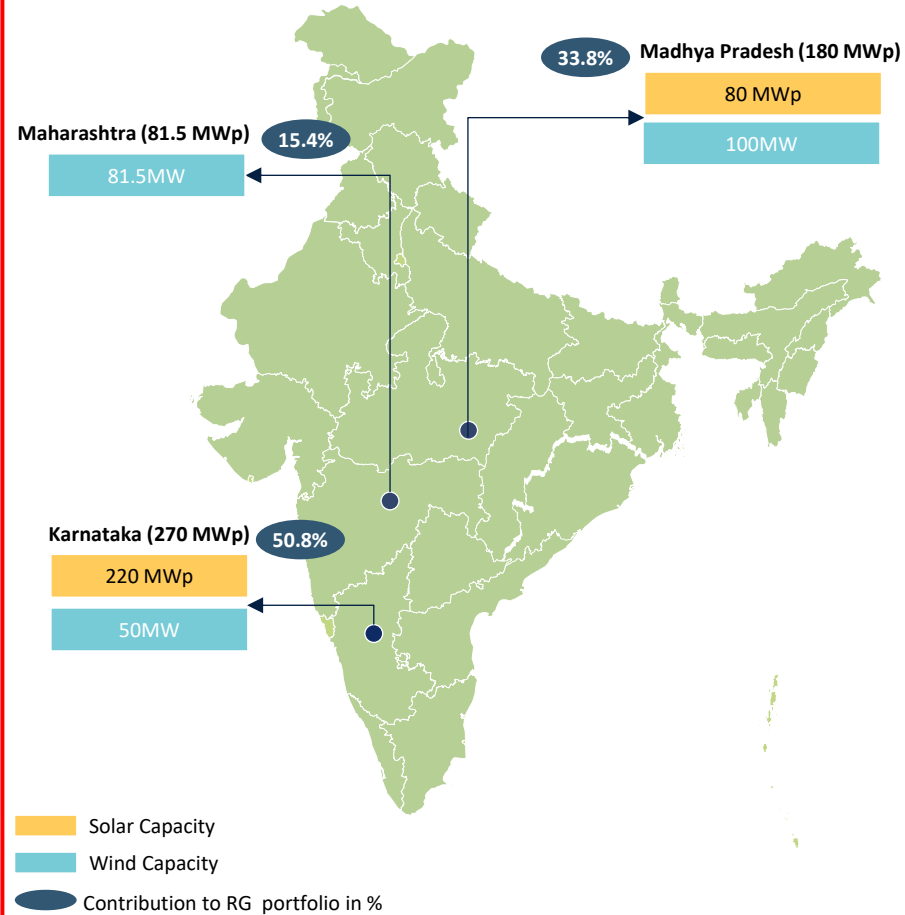 33.8%
Madhya Pradesh (180 MWp)
80 MWp
100MW
Maharashtra (81.5 MWp)
15.4%
81.5MW
Karnataka (270 MWp)
50.8%
220 MWp
50MW
Solar Capacity
Wind Capacity
Contribution to RG portfolio in %